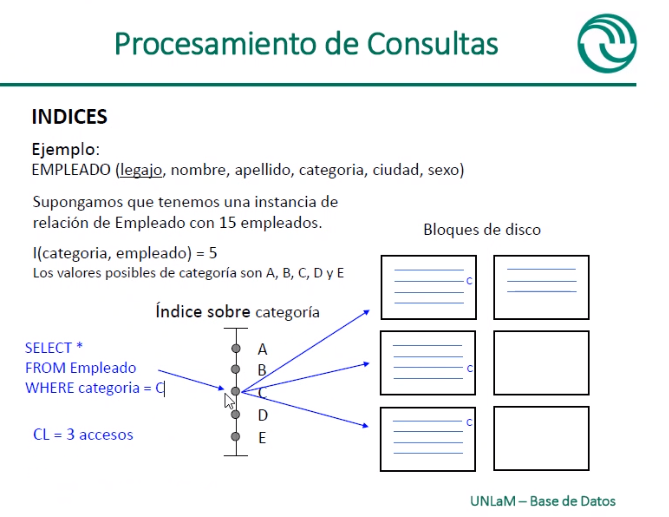 Procesamiento de Consultas
INDICES
Ejemplo:
EMPLEADO (legajo, nombre, apellido, categoria, ciudad, sexo)
Supongamos que tenemos una instancia de
relación de Empleado con 15 empleados.
Bloques de disco
I(categoria, empleado) = 5
Los valores posibles de categoría son A, B, C, D y E
C
Índice sobre categoría
SELECT *
FROM Empleado
WHERE categoria = C
A
B
C
D
E
C
C
CL = 3 accesos
UNLaM – Base de Datos